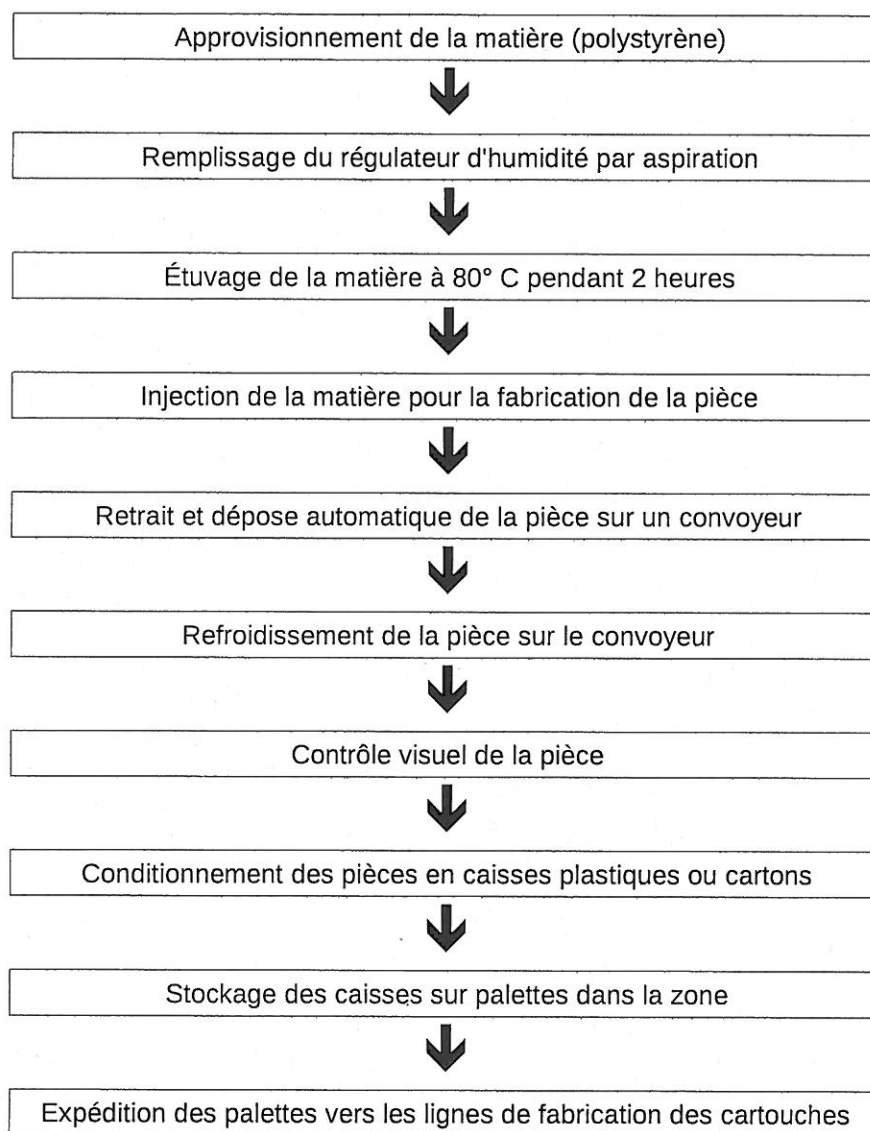 Approvisionnement de la matière (polystyrène)
Remplissage du régulateur d'humidité par aspiration
Étuvage de la matière à 80° C pendant 2 heures
Injection de la matière pour la fabrication de la pièce
Retrait et dépose automatique de la pièce sur un convoyeur
Refroidissement de la pièce sur le convoyeur
Contrôle visuel de la pièce
Conditionnement des pièces en caisses plastiques ou cartons
Stockage des caisses sur palettes dans la zone
Expédition des palettes vers les lignes de fabrication des cartouches